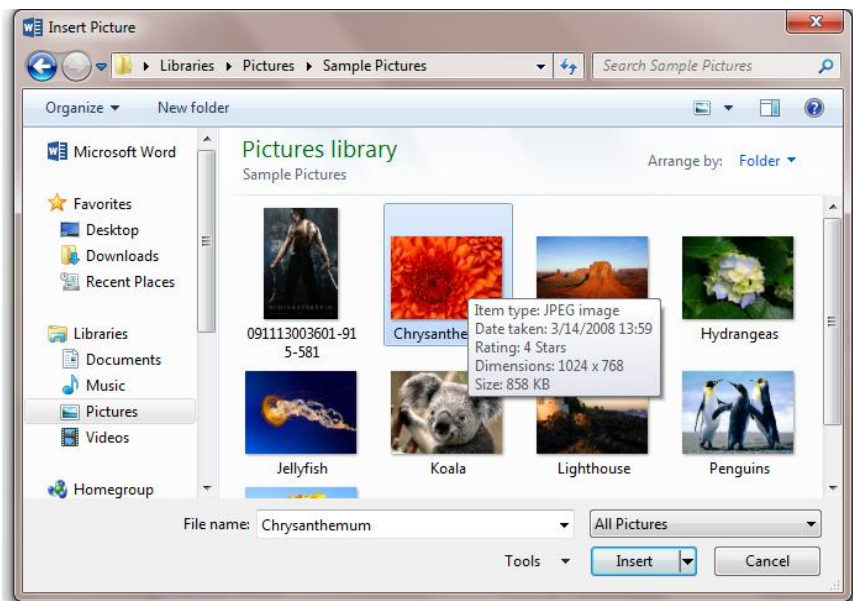 Insert Picture
Libraries ▸ Pictures ▸ Sample Pictures
Search Sample Pictures
Organize
New folder
Microsoft Word
Favorites
Desktop
Downloads
Recent Places
Libraries
Documents
Music
Pictures
Videos
Homegroup
Pictures library
Sample Pictures
Arrange by: Folder
091113003601-91
5-581
Chrysanthe
Item type: JPEG image
Date taken: 3/14/2008 13:59
Rating: 4 Stars
Dimensions: 1024 x 768
Size: 858 KB
Hydrangeas
Jellyfish
Koala
Lighthouse
Penguins
File name: Chrysanthemum
All Pictures
Tools
Insert
Cancel